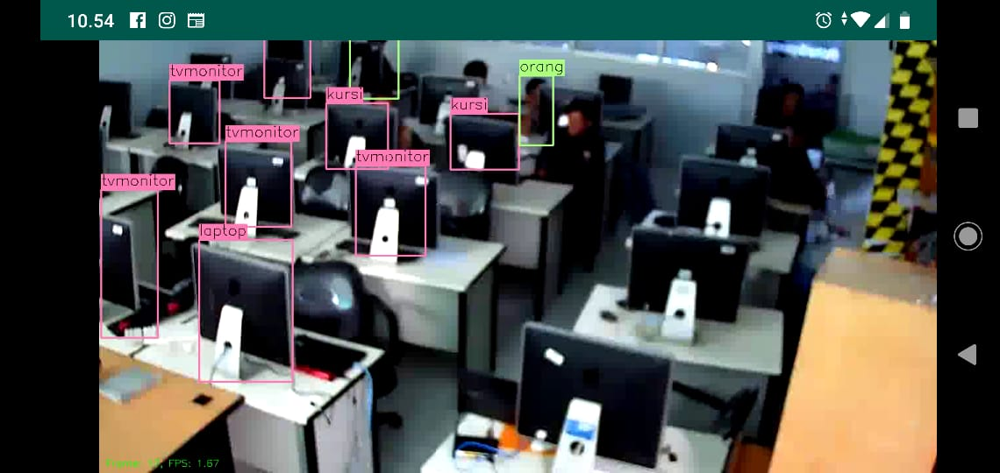 10.54
orang
tvmonitor
kursi
kursi
tvmonitor
tvmonitor
tvmonitor
laptop
FPS: 1.67